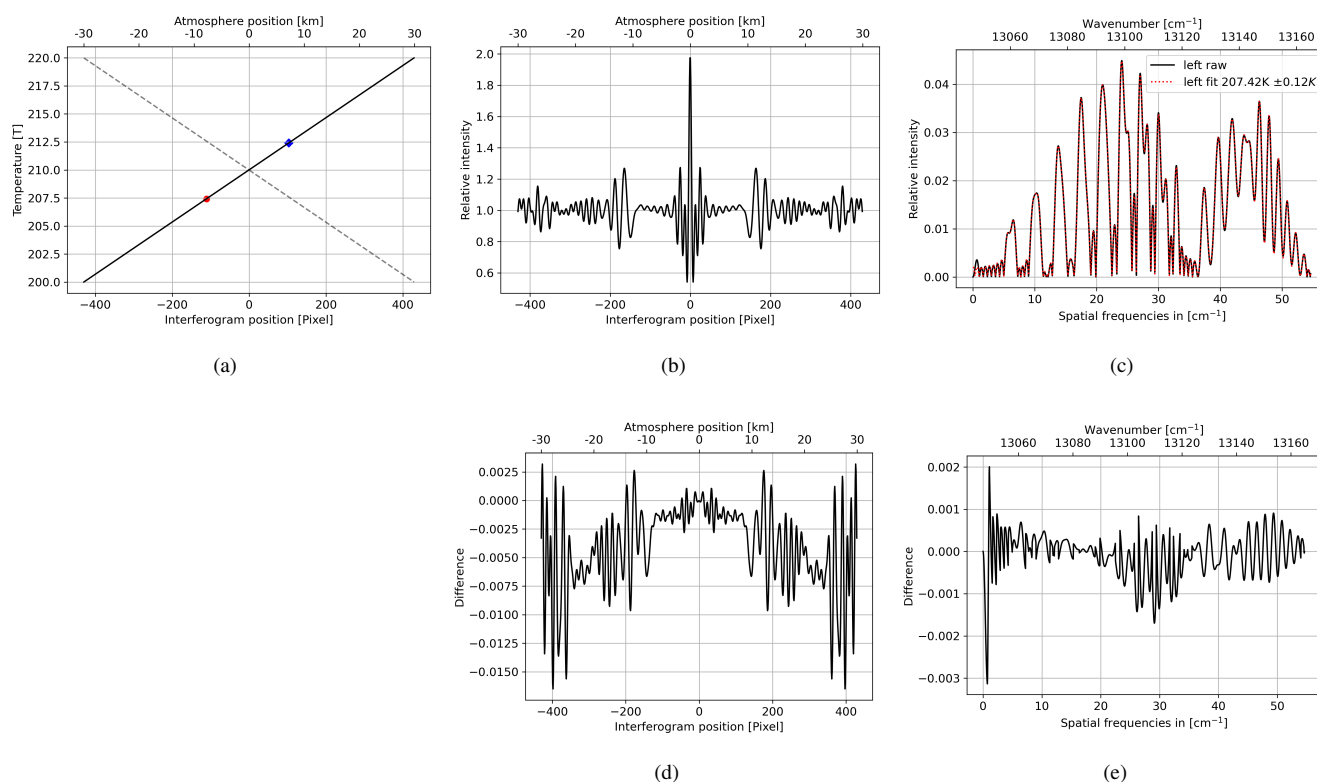 Atmosphere position [km]
-30 -20 -10 0 10 20 30
220.0
217.5
215.0
212.5
210.0
207.5
205.0
202.5
200.0
Temperature [T]
−400 −200 0 200 400
Interferogram position [Pixel]
(a)
Atmosphere position [km]
-30 -20 -10 0 10 20 30
2.0
1.8
1.6
1.4
1.2
1.0
0.8
0.6
Relative intensity
−400 −200 0 200 400
Interferogram position [Pixel]
(b)
Wavenumber [cm⁻¹]
13060 13080 13100 13120 13140 13160
left raw
left fit 207.42K ±0.12K
0.04
0.03
0.02
0.01
0.00
Relative intensity
0 10 20 30 40 50
Spatial frequencies in [cm⁻¹]
(c)
Atmosphere position [km]
-30 -20 -10 0 10 20 30
0.0025
0.0000
−0.0025
−0.0050
−0.0075
−0.0100
−0.0125
−0.0150
Difference
−400 −200 0 200 400
Interferogram position [Pixel]
(d)
Wavenumber [cm⁻¹]
13060 13080 13100 13120 13140 13160
0.002
0.001
0.000
−0.001
−0.002
−0.003
Difference
0 10 20 30 40 50
Spatial frequencies in [cm⁻¹]
(e)